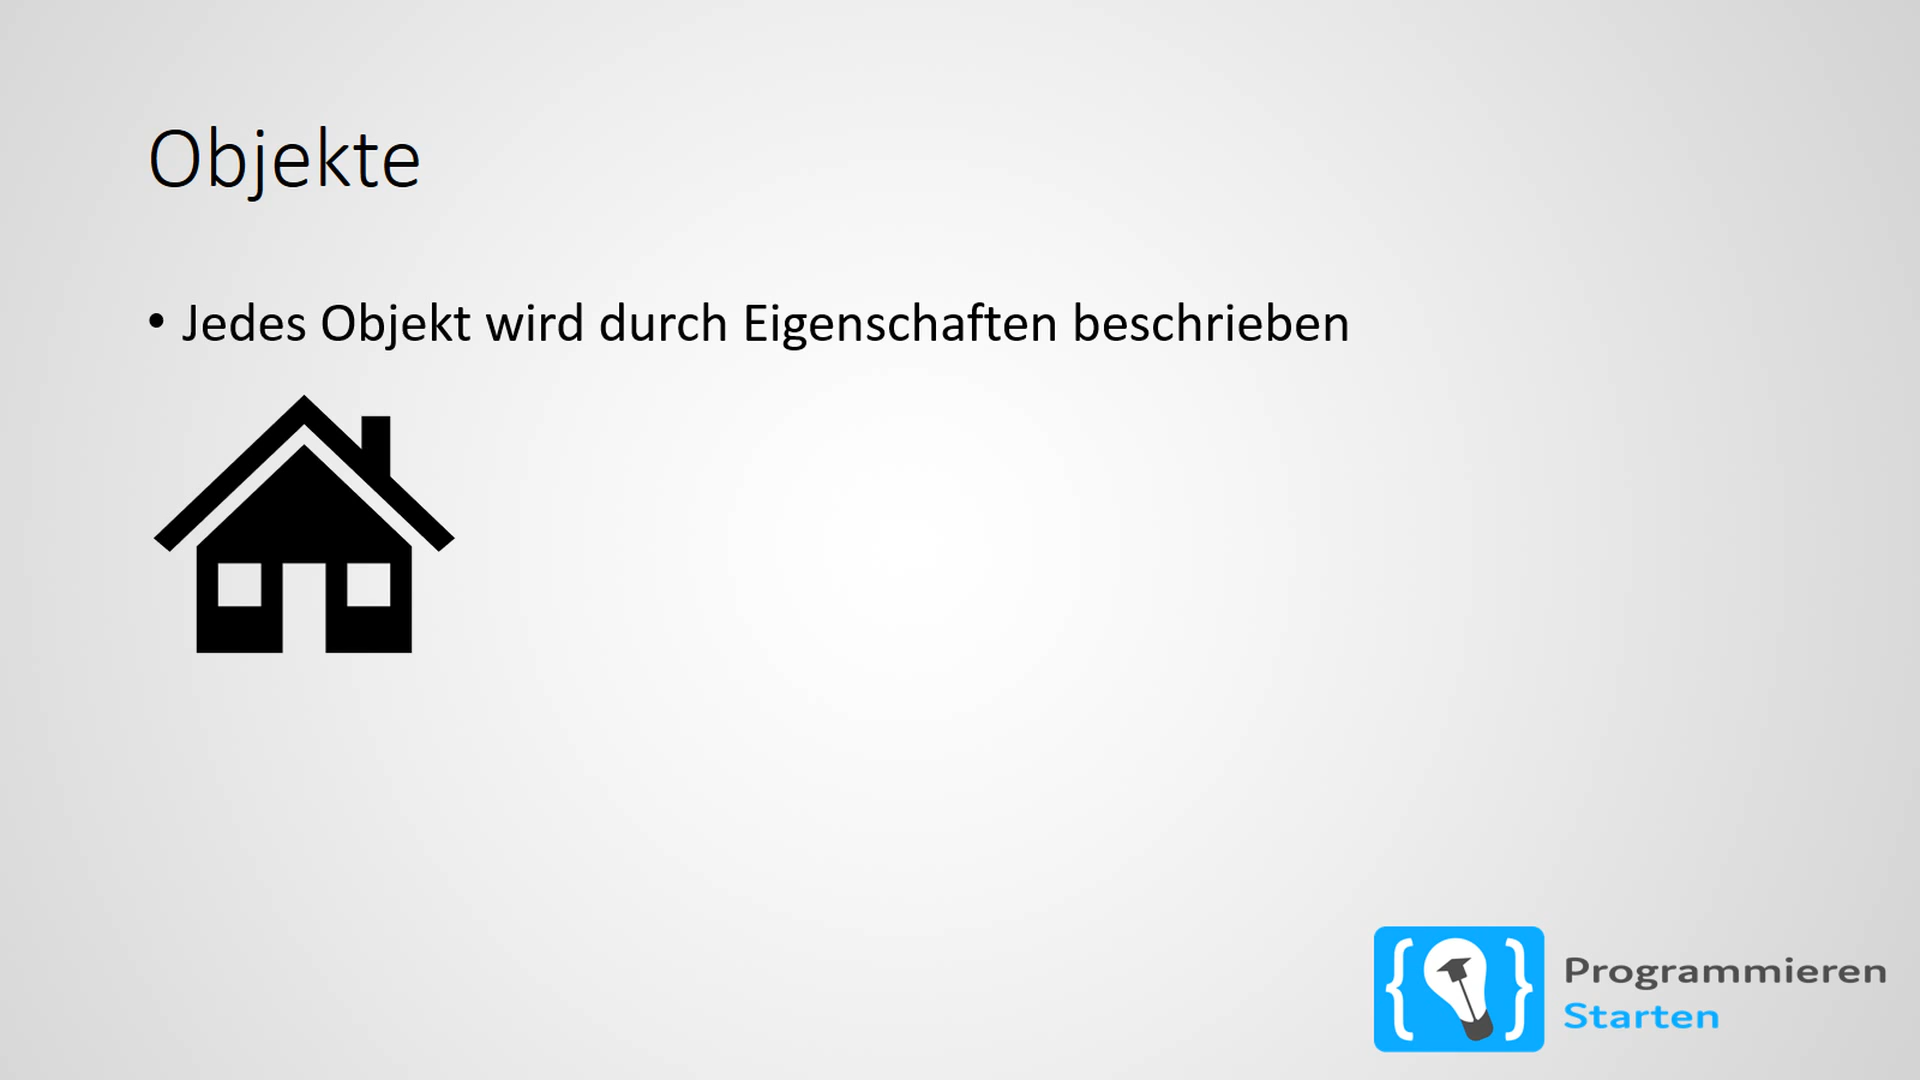 Objekte
• Jedes Objekt wird durch Eigenschaften beschrieben
Programmieren
Starten